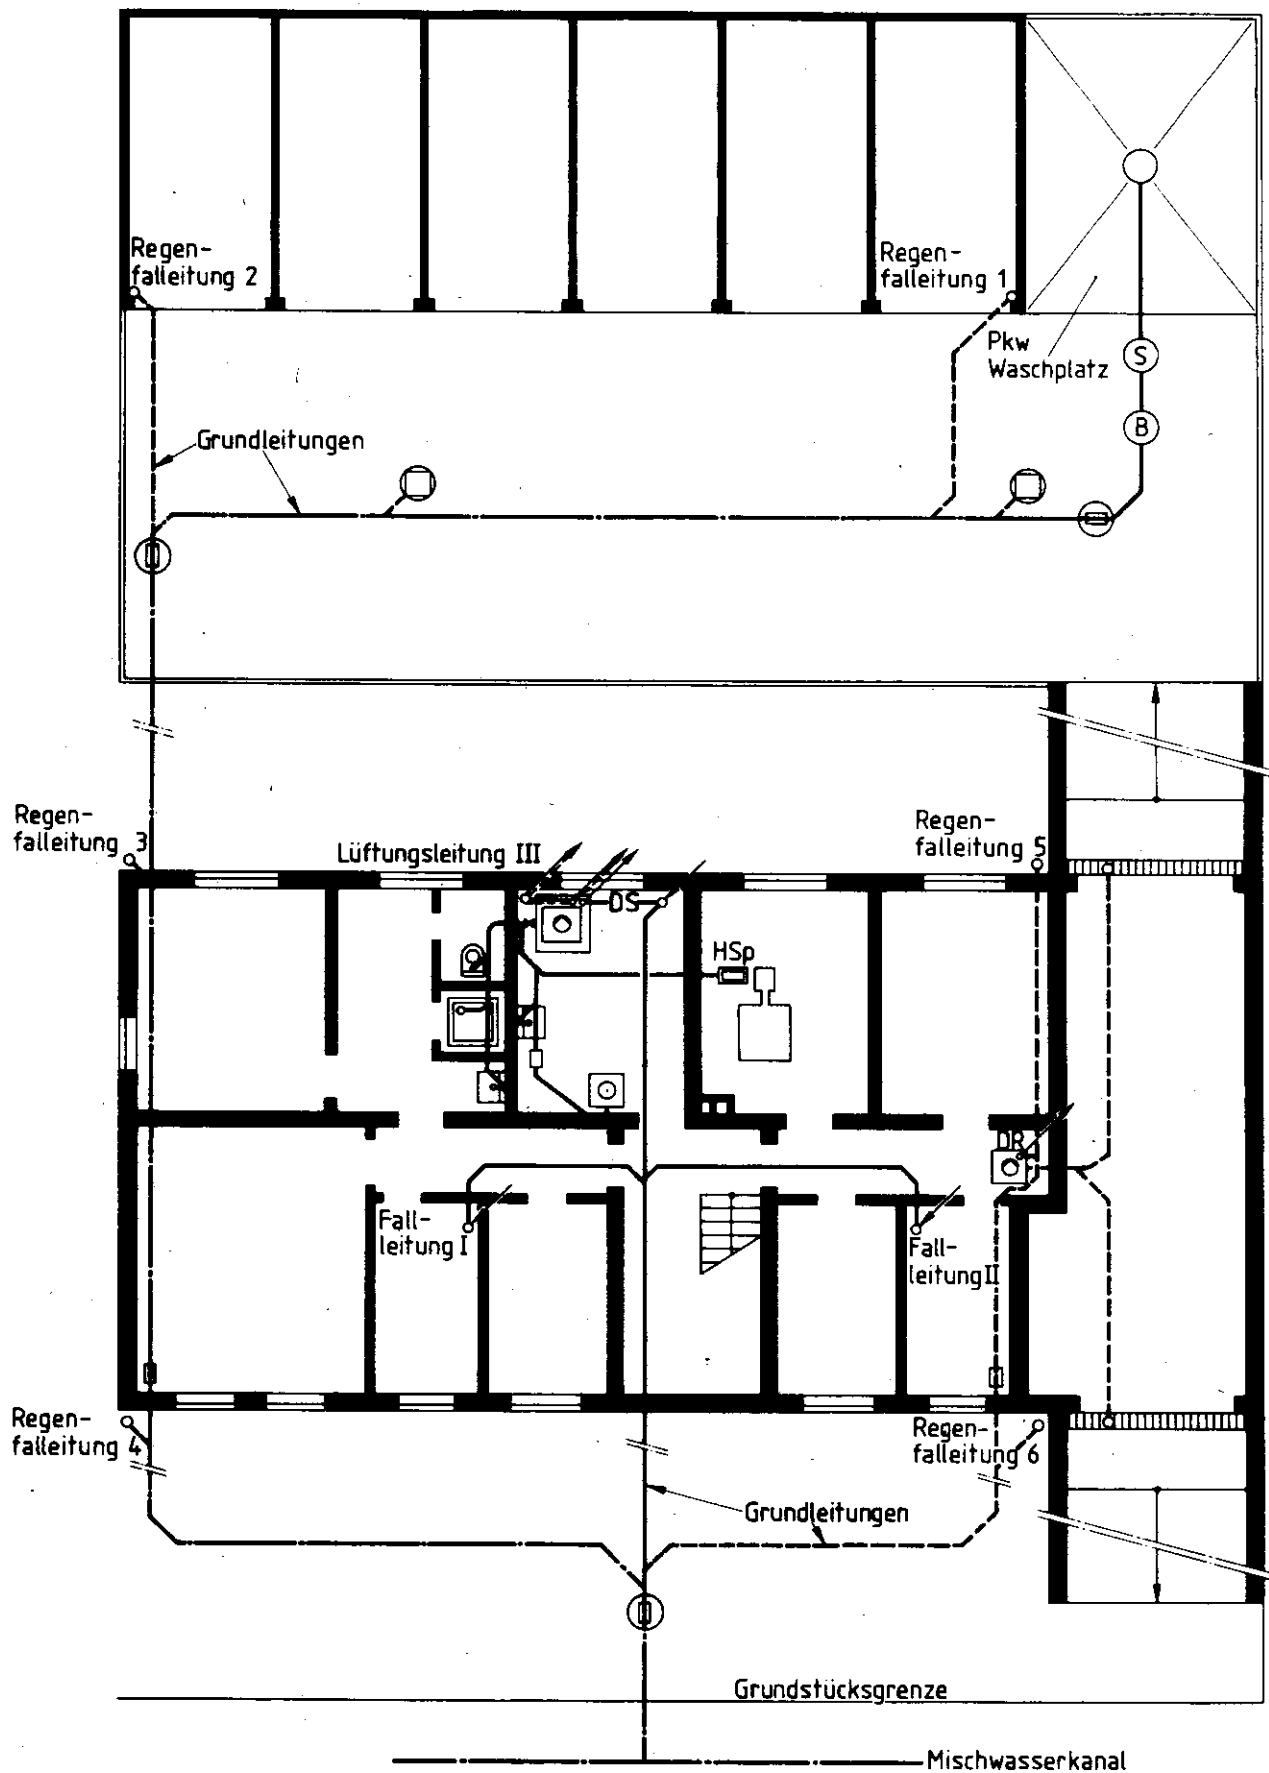 Regen-
falleitung 2
Regen-
falleitung 1
Pkw
Waschplatz
S
B
Grundleitungen
Regen-
falleitung 3
Lüftungsleitung III
Regen-
falleitung 5
DS
HSp
DR
Fall-
leitung I
Fall-
leitung II
Regen-
falleitung 4
Regen-
falleitung 6
Grundleitungen
Grundstücksgrenze
Mischwasserkanal